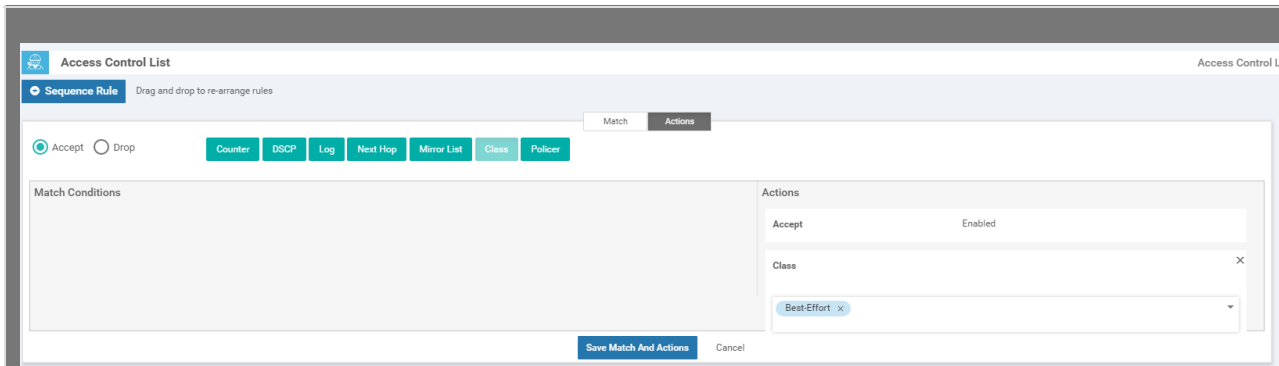 Access Control List
Access Control L
Sequence Rule Drag and drop to re-arrange rules
Match Actions
Accept Drop Counter DSCP Log Next Hop Mirror List Class Policer
Match Conditions Actions
Accept Enabled
Class
Best-Effort
Save Match And Actions Cancel